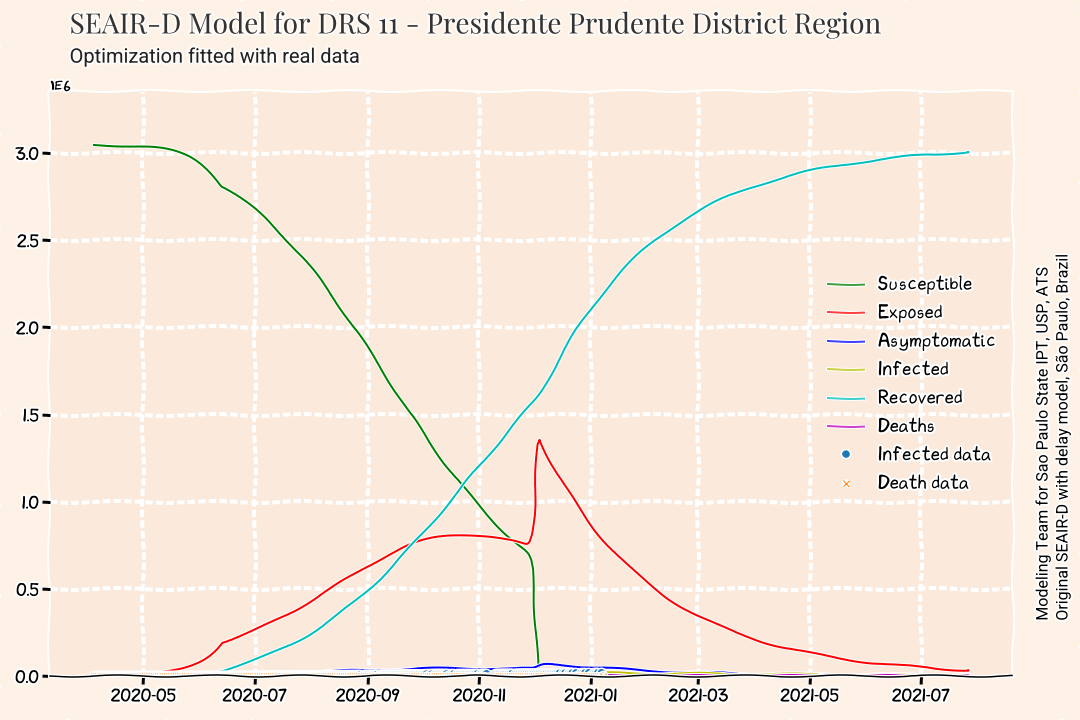 SEAIR-D Model for DRS 11 - Presidente Prudente District Region
Optimization fitted with real data
1E6
3.0
2.5
2.0
1.5
1.0
0.5
0.0
2020-05
2020-07
2020-09
2020-11
2021-01
2021-03
2021-05
2021-07
Susceptible
Exposed
Asymptomatic
Infected
Recovered
Deaths
Infected data
Death data
Modeling Team for Sao Paulo State IPT, USP, ATS
Original SEAIR-D with delay model, São Paulo, Brazil